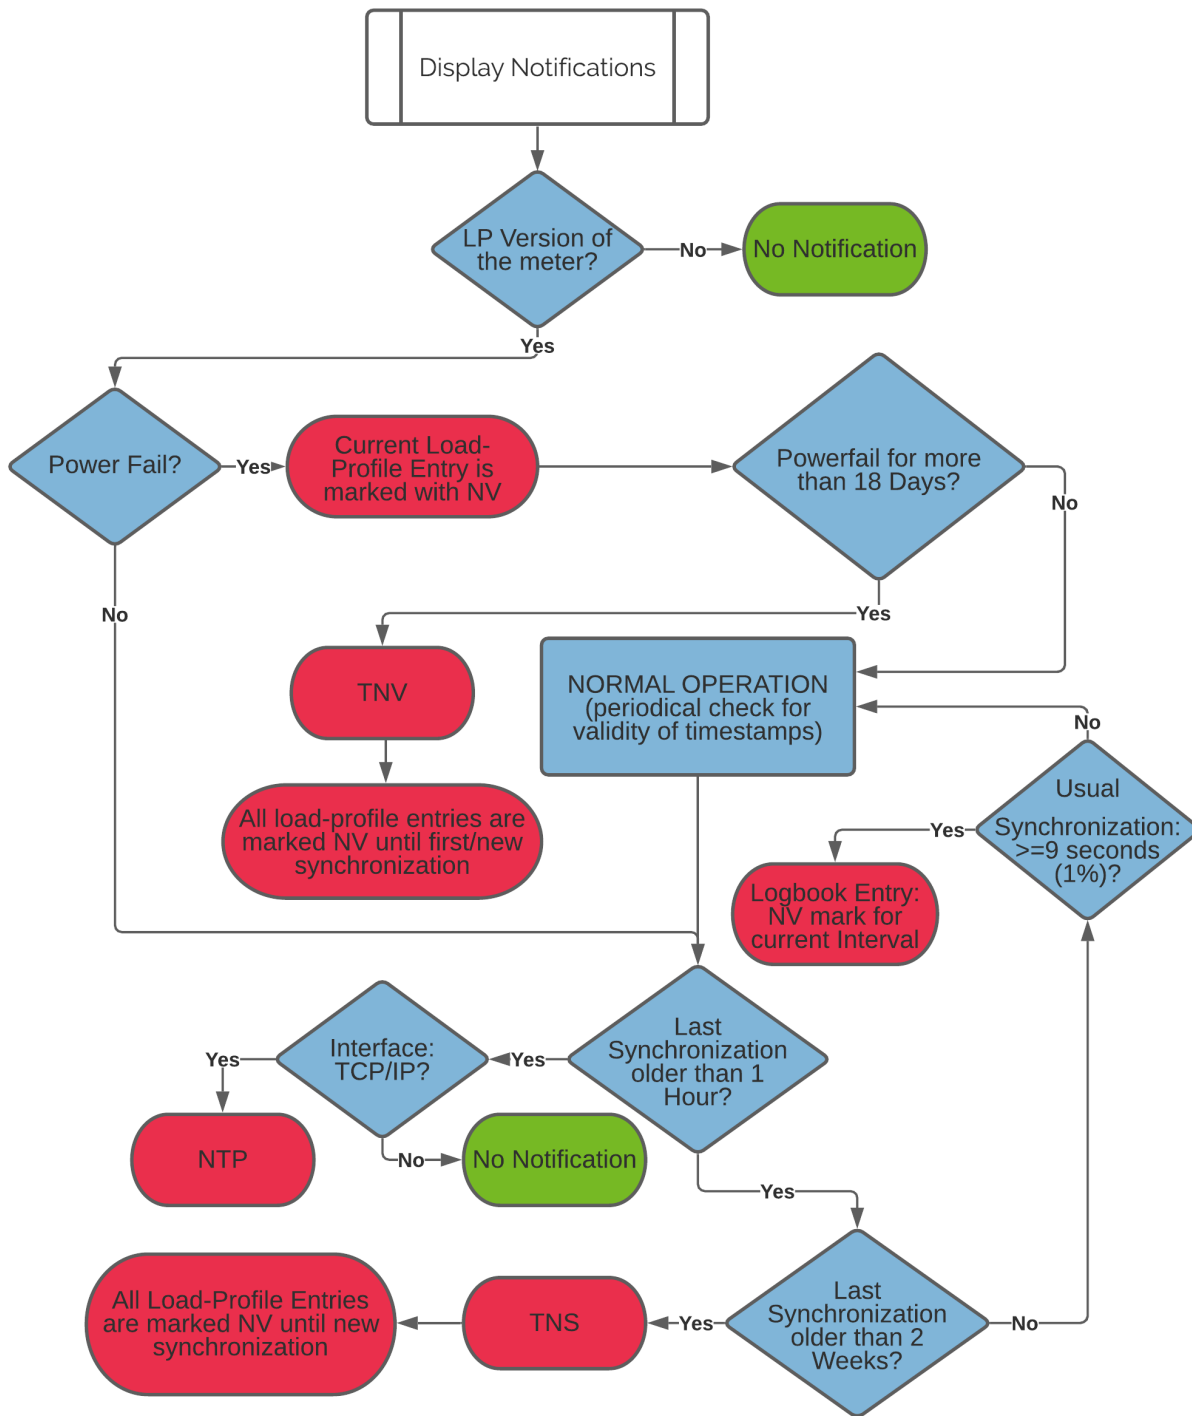 Display Notifications
LP Version of
the meter?
No
No Notification
Yes
Power Fail?
Yes
Current Load-
Profile Entry is
marked with NV
Powerfail for more
than 18 Days?
No
No
Yes
TNV
NORMAL OPERATION
(periodical check for
validity of timestamps)
No
Usual
Synchronization:
>=9 seconds
(1%)?
Yes
All load-profile entries are
marked NV until first/new
synchronization
Logbook Entry:
NV mark for
current Interval
Last
Synchronization
older than 1
Hour?
Yes
Interface:
TCP/IP?
Yes
NTP
No
No Notification
Yes
Last
Synchronization
older than 2
Weeks?
No
Yes
TNS
All Load-Profile Entries
are marked NV until new
synchronization